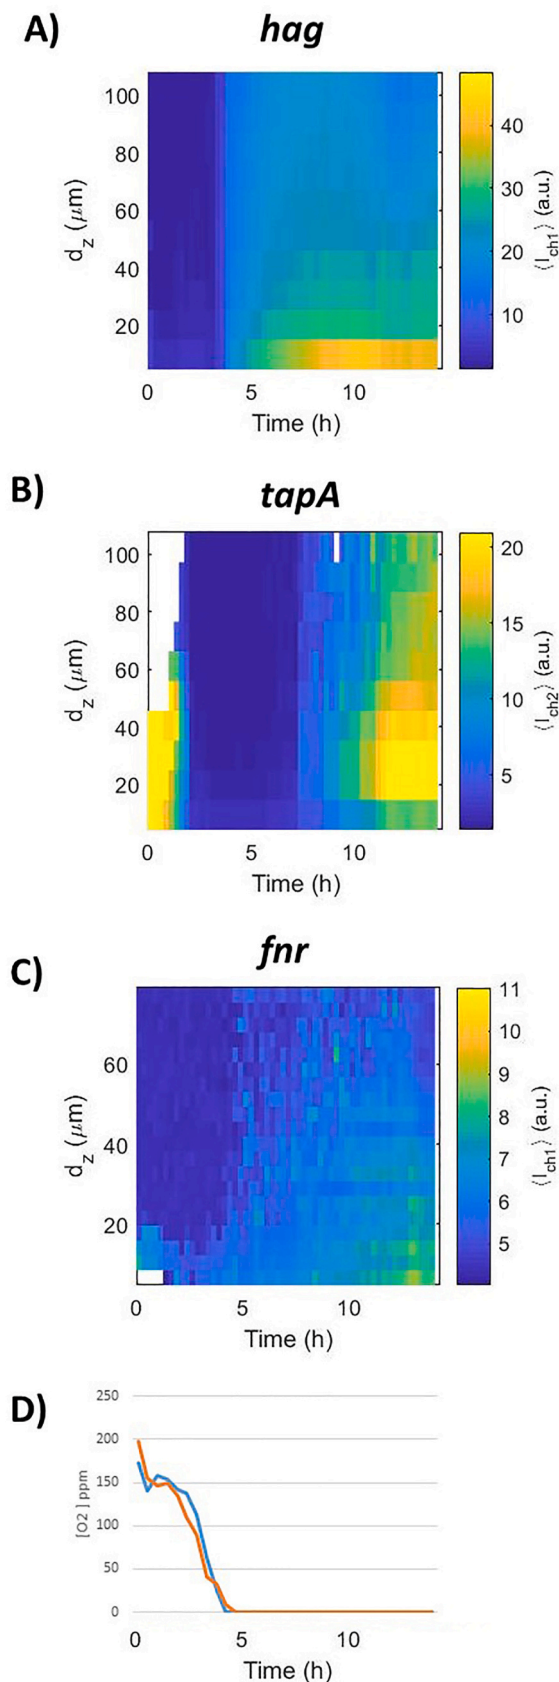 A)
hag
100
80
60
40
20
d_z (μm)
0 5 10
Time (h)
40
30
20
10
⟨I_ch1⟩ (a.u.)
B)
tapA
100
80
60
40
20
d_z (μm)
0 5 10
Time (h)
20
15
10
5
⟨I_ch2⟩ (a.u.)
C)
fnr
60
40
20
d_z (μm)
0 5 10
Time (h)
11
10
9
8
7
6
5
⟨I_ch1⟩ (a.u.)
D)
250
200
150
100
50
0
[O2] ppm
0 5 10
Time (h)